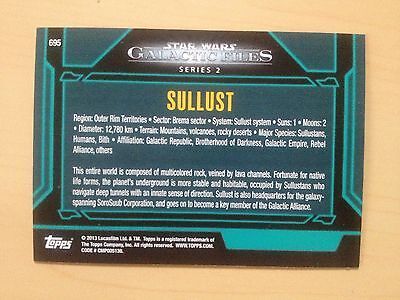 695
STAR WARS
GALACTIC FILES
SERIES 2
SULLUST
Region: Outer Rim Territories • Sector: Brema sector • System: Sullust system • Suns: 1 • Moons: 2
• Diameter: 12,780 km • Terrain: Mountains, volcanoes, rocky deserts • Major Species: Sullustans,
Humans, Bith • Affiliation: Galactic Republic, Brotherhood of Darkness, Galactic Empire, Rebel
Alliance, others
This entire world is composed of multicolored rock, veined by lava channels. Fortunate for native
life forms, the planet's underground is more stable and habitable, occupied by Sullustans who
navigate deep tunnels with an innate sense of direction. Sullust is also headquarters for the galaxy-
spanning SoroSuub Corporation, and goes on to become a key member of the Galactic Alliance.
Topps
© 2013 Lucasfilm Ltd. & TM. Topps is a registered trademark of
The Topps Company, Inc. All rights reserved. WWW.TOPPS.COM.
CODE # CMPD35130.